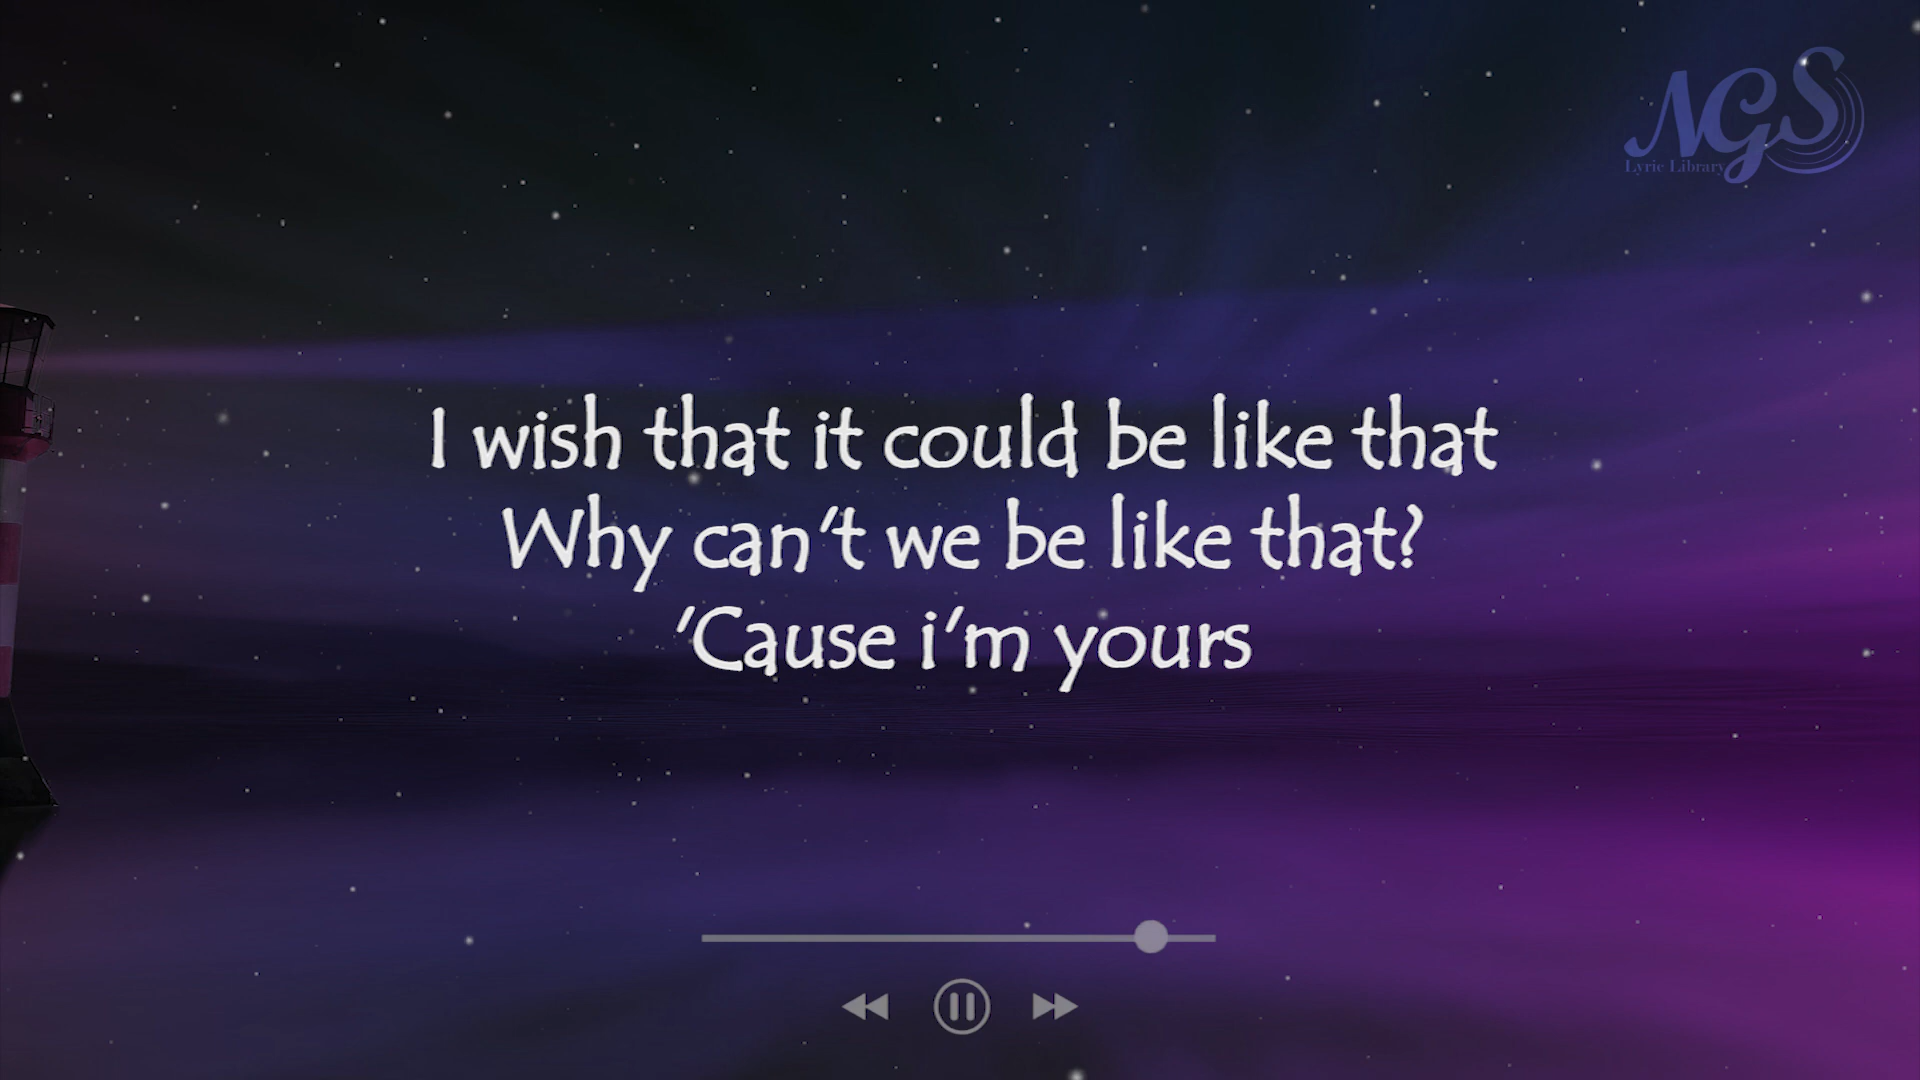 NGS
Lyric Library
I wish that it could be like that
Why can't we be like that?
'Cause i'm yours